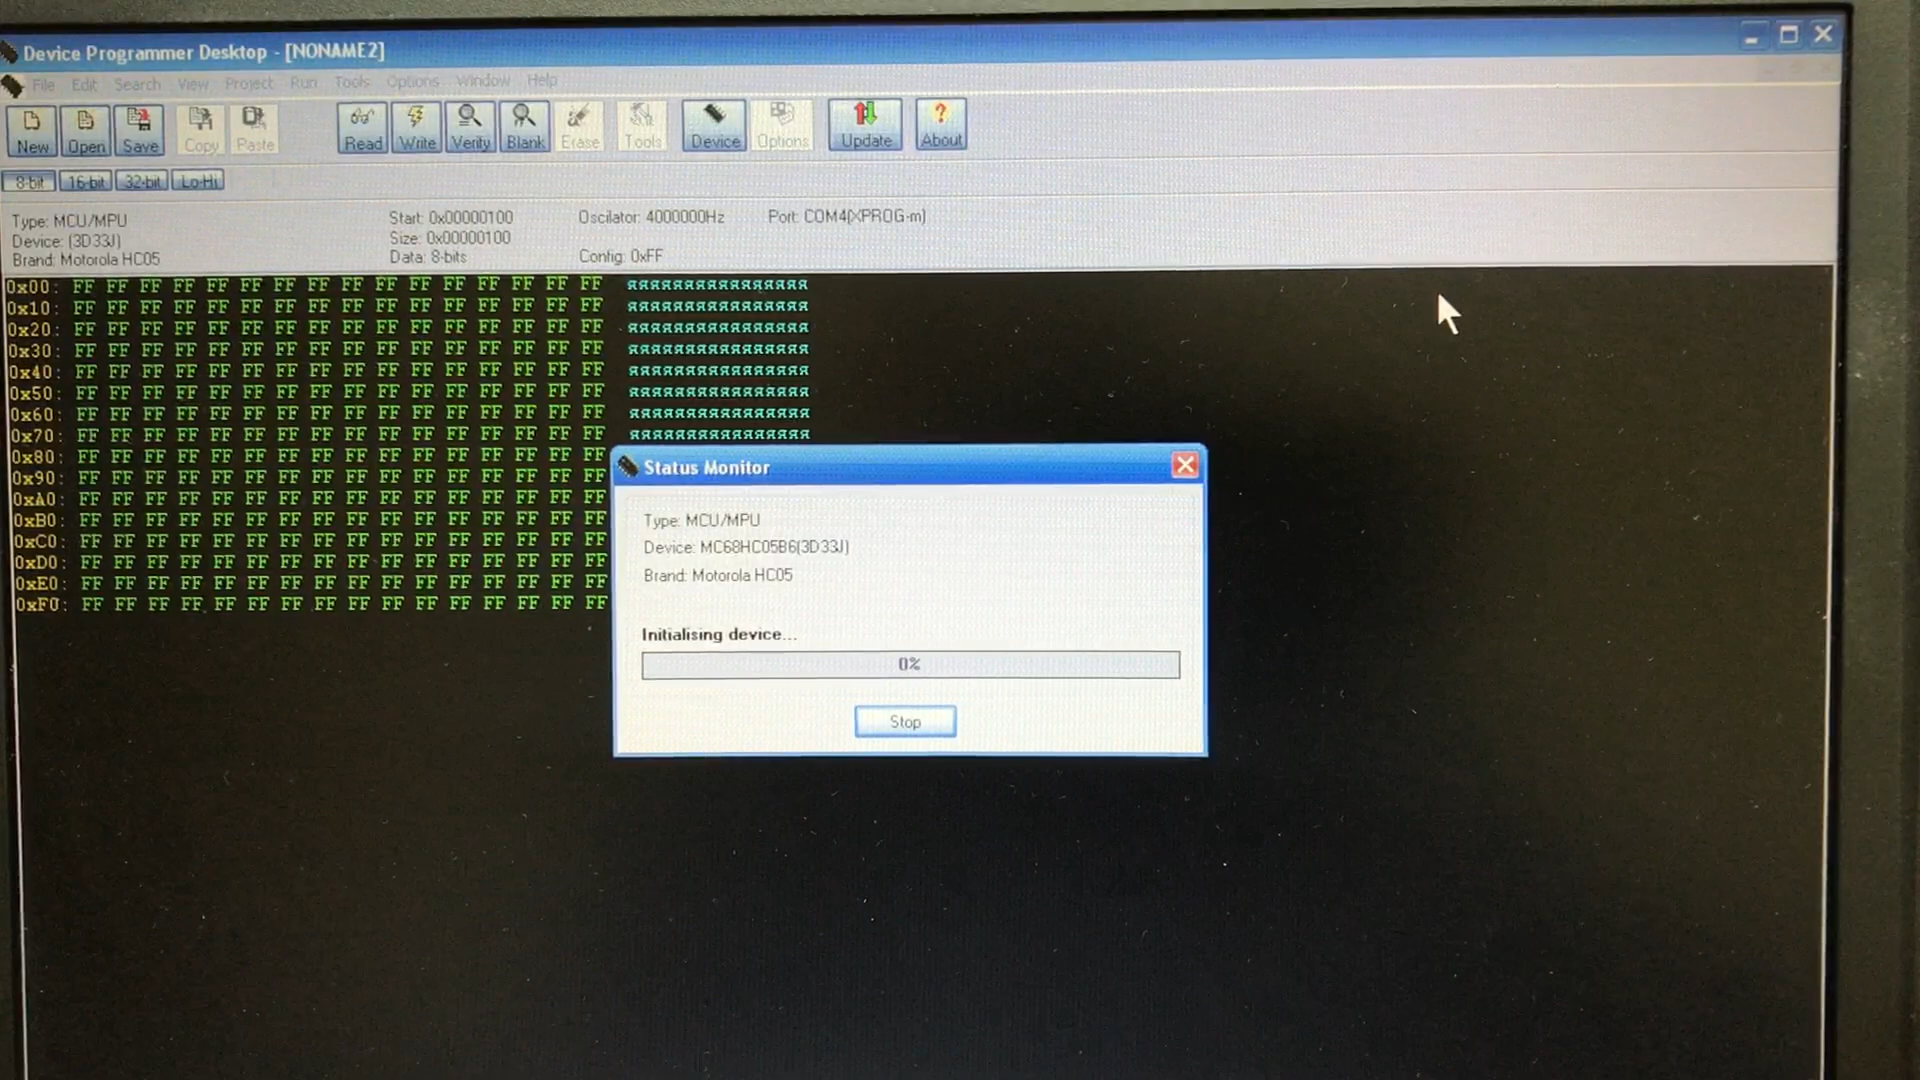 Device Programmer Desktop - [NONAME2]
File Edit Search View Project Run Tools Options Window Help
New Open Save Copy Paste Read Write Verify Blank Erase Tools Device Options Update About
8-bit 16-bit 32-bit Lo-Hi
Type: MCU/MPU Start: 0x00000100 Oscilator: 4000000Hz Port: COM4(XPROG-m)
Device: (3D33J) Size: 0x00000100
Brand: Motorola HC05 Data: 8-bits Config: 0xFF
0x00: FF FF FF FF FF FF FF FF FF FF FF FF FF FF FF FF яяяяяяяяяяяяяяяя
0x10: FF FF FF FF FF FF FF FF FF FF FF FF FF FF FF FF яяяяяяяяяяяяяяяя
0x20: FF FF FF FF FF FF FF FF FF FF FF FF FF FF FF FF яяяяяяяяяяяяяяяя
0x30: FF FF FF FF FF FF FF FF FF FF FF FF FF FF FF FF яяяяяяяяяяяяяяяя
0x40: FF FF FF FF FF FF FF FF FF FF FF FF FF FF FF FF яяяяяяяяяяяяяяяя
0x50: FF FF FF FF FF FF FF FF FF FF FF FF FF FF FF FF яяяяяяяяяяяяяяяя
0x60: FF FF FF FF FF FF FF FF FF FF FF FF FF FF FF FF яяяяяяяяяяяяяяяя
0x70: FF FF FF FF FF FF FF FF FF FF FF FF FF FF FF FF яяяяяяяяяяяяяяяя
0x80: FF FF FF FF FF FF FF FF FF FF FF FF FF FF FF FF
0x90: FF FF FF FF FF FF FF FF FF FF FF FF FF FF FF FF
0xA0: FF FF FF FF FF FF FF FF FF FF FF FF FF FF FF FF
0xB0: FF FF FF FF FF FF FF FF FF FF FF FF FF FF FF FF
0xC0: FF FF FF FF FF FF FF FF FF FF FF FF FF FF FF FF
0xD0: FF FF FF FF FF FF FF FF FF FF FF FF FF FF FF FF
0xE0: FF FF FF FF FF FF FF FF FF FF FF FF FF FF FF FF
0xF0: FF FF FF FF FF FF FF FF FF FF FF FF FF FF FF FF
Status Monitor
Type: MCU/MPU
Device: MC68HC05B6(3D33J)
Brand: Motorola HC05
Initialising device...
0%
Stop